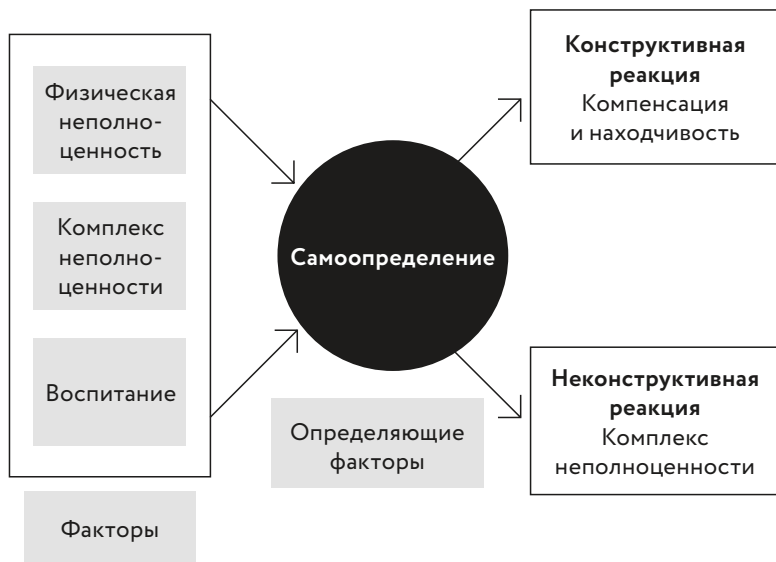 Физическая
неполно-
ценность
Комплекс
неполно-
ценности
Воспитание
Факторы
Самоопределение
Определяющие
факторы
Конструктивная
реакция
Компенсация
и находчивость
Неконструктивная
реакция
Комплекс
неполноценности